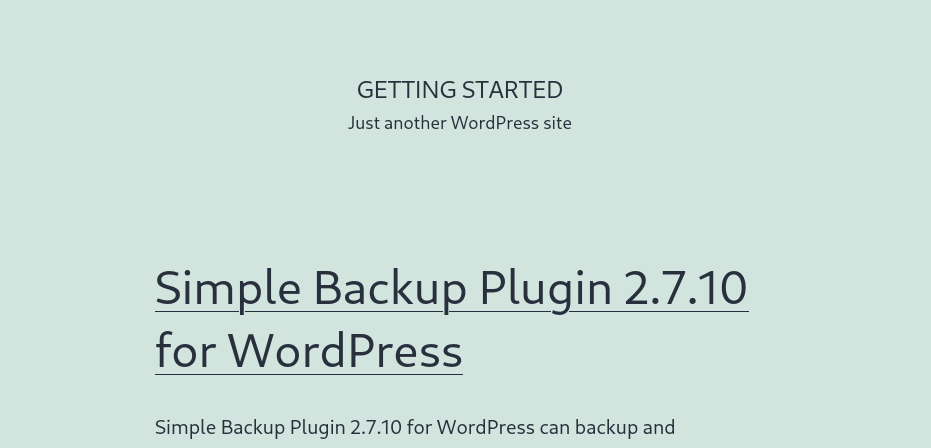 GETTING STARTED
Just another WordPress site
Simple Backup Plugin 2.7.10
for WordPress
Simple Backup Plugin 2.7.10 for WordPress can backup and